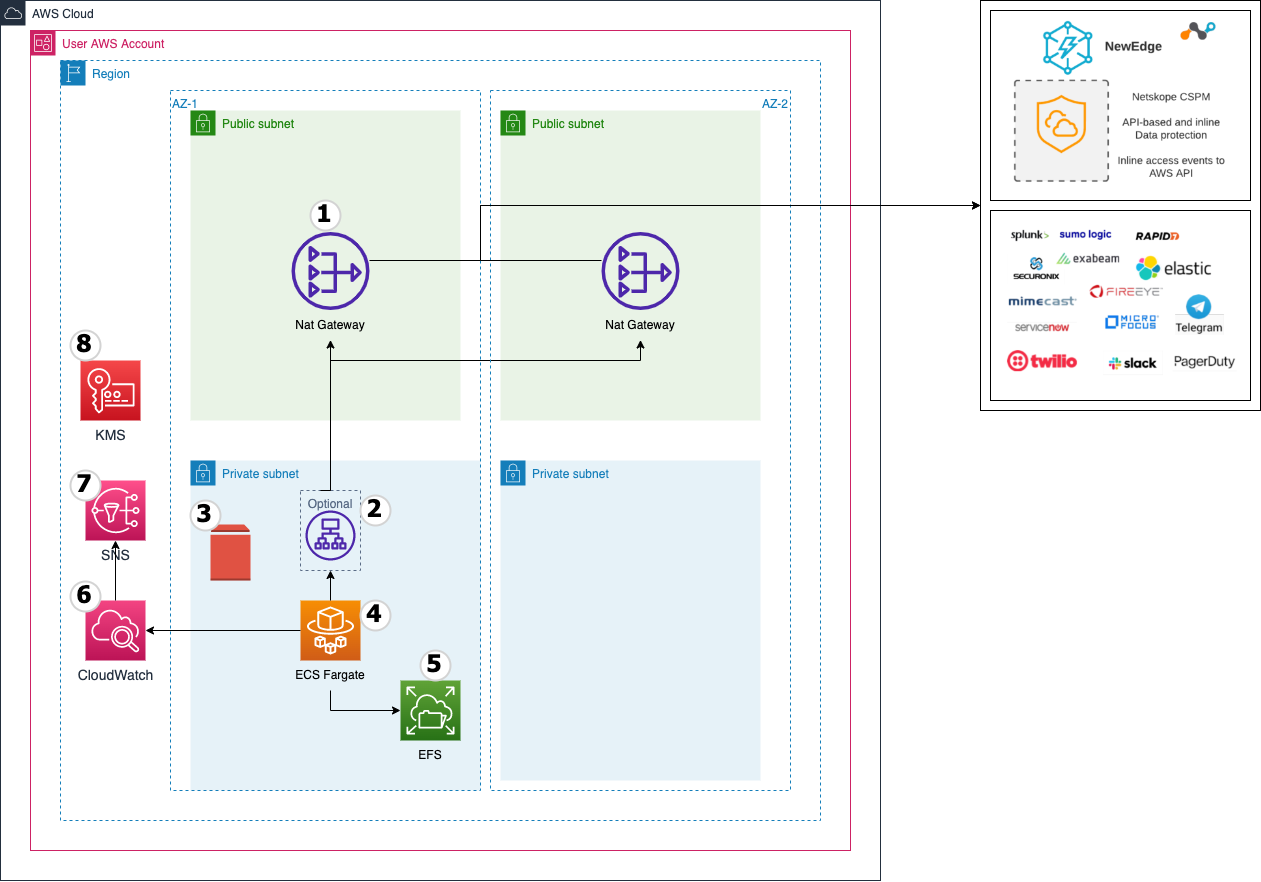 AWS Cloud
User AWS Account
Region
AZ-1
AZ-2
Public subnet
Public subnet
1
Nat Gateway
Nat Gateway
8
KMS
7
SNS
6
CloudWatch
Private subnet
Private subnet
Optional
2
3
4
ECS Fargate
5
EFS
NewEdge
Netskope CSPM
API-based and inline
Data protection
Inline access events to
AWS API
splunk>
sumo logic
RAPID7
exabeam
SECURONIX
elastic
FIREEYE
mimecast
MICRO
FOCUS
Telegram
servicenow
twilio
slack
PagerDuty